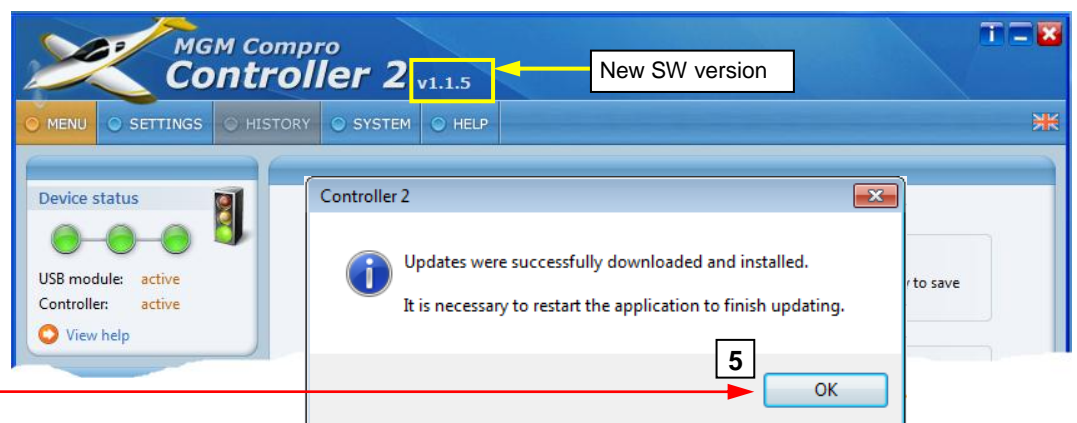 MGM Compro
Controller 2 v1.1.5
New SW version
MENU SETTINGS HISTORY SYSTEM HELP
Device status
USB module: active
Controller: active
View help
Controller 2
Updates were successfully downloaded and installed.
It is necessary to restart the application to finish updating.
to save
5
OK